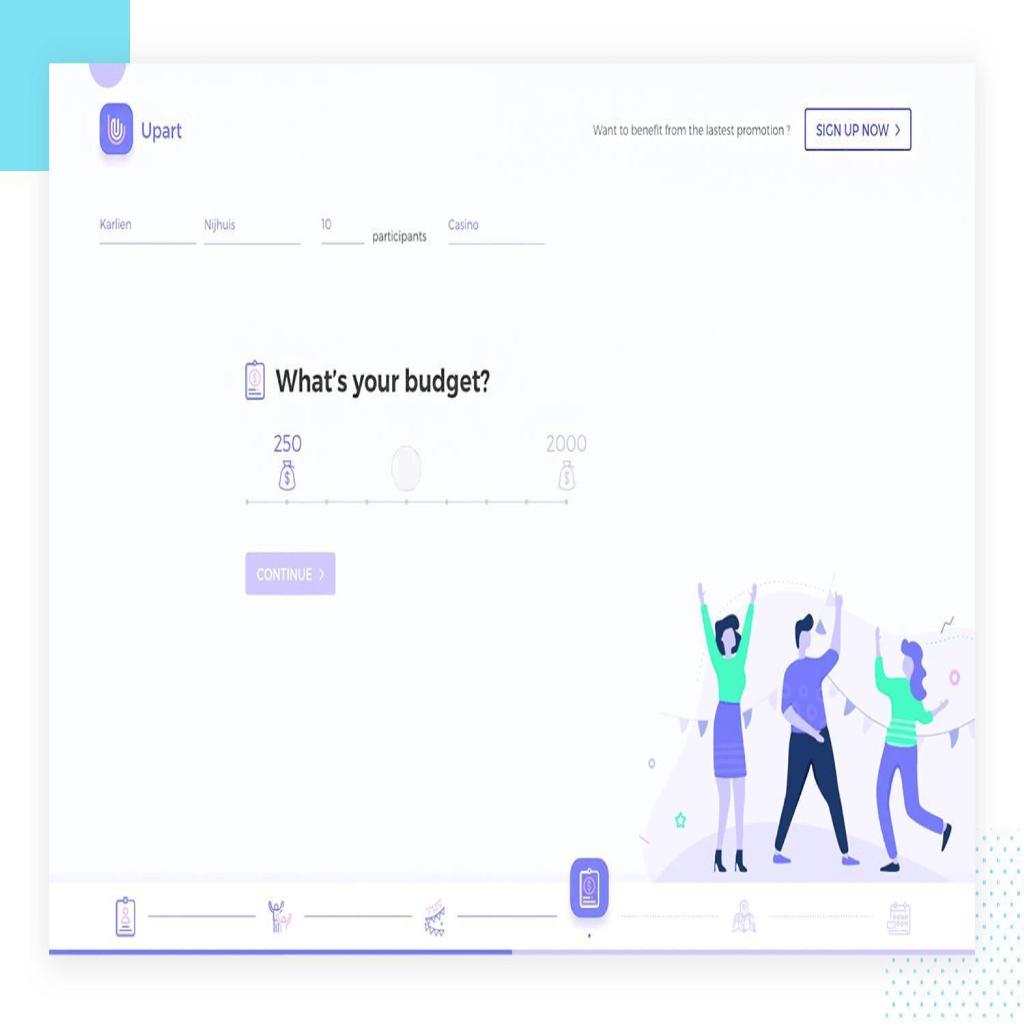 Upart
Want to benefit from the lastest promotion ?
SIGN UP NOW
Karlien
Nijhuis
10
participants
Casino
What's your budget?
250
2000
CONTINUE